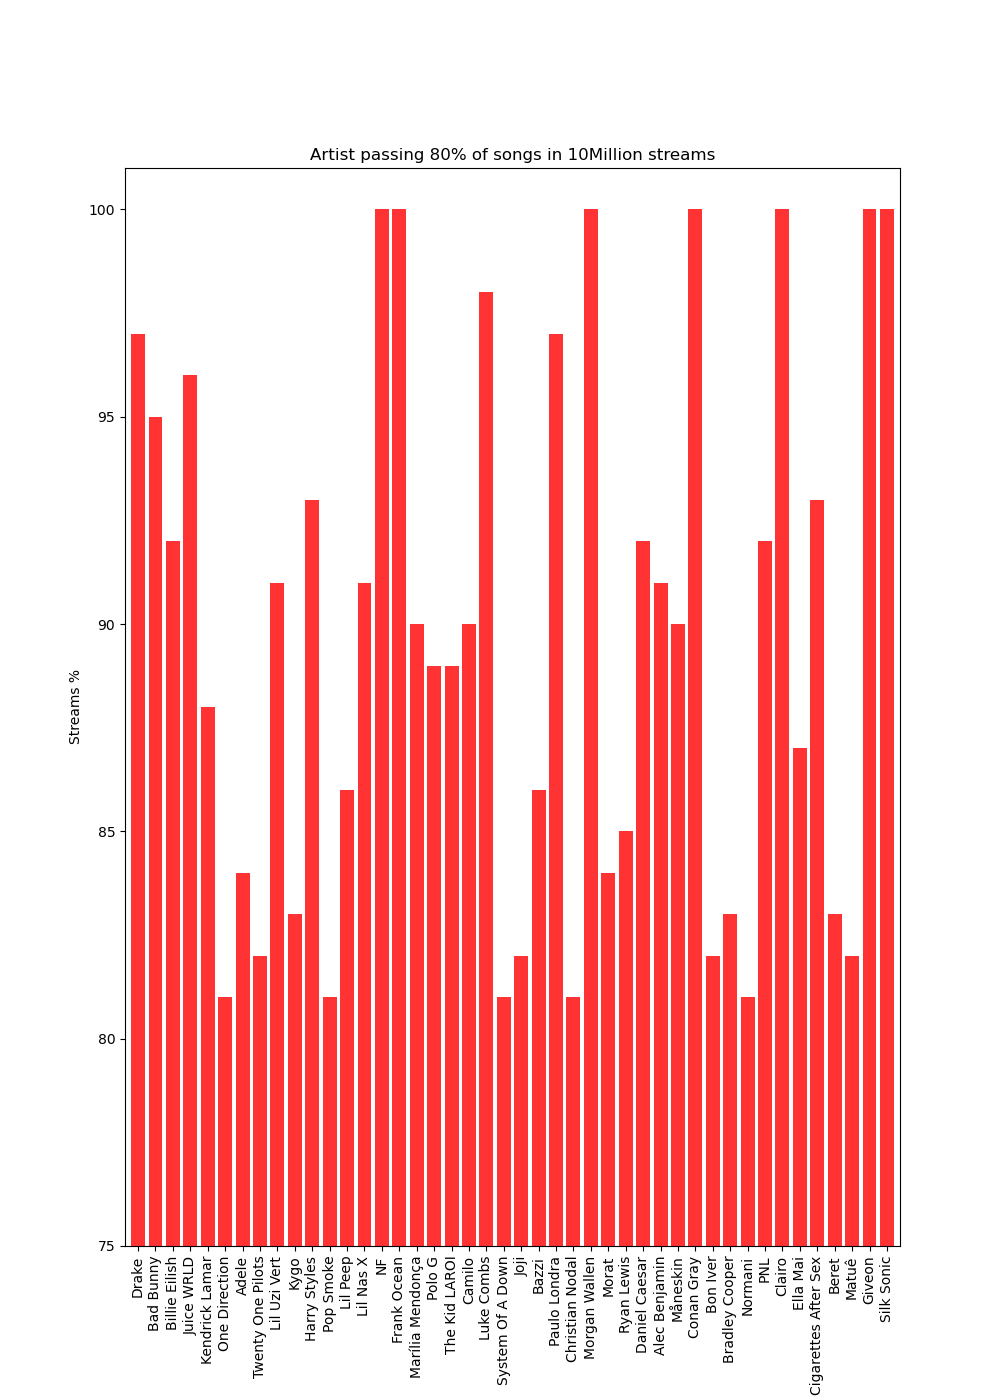 Artist passing 80% of songs in 10Million streams
100
95
90
85
80
75
Streams %
Drake
Bad Bunny
Billie Eilish
Juice WRLD
Kendrick Lamar
One Direction
Adele
Twenty One Pilots
Lil Uzi Vert
Kygo
Harry Styles
Pop Smoke
Lil Peep
Lil Nas X
NF
Frank Ocean
Marília Mendonça
Polo G
The Kid LAROI
Camilo
Luke Combs
System Of A Down
Joji
Bazzi
Paulo Londra
Christian Nodal
Morgan Wallen
Morat
Ryan Lewis
Daniel Caesar
Alec Benjamin
Måneskin
Conan Gray
Bon Iver
Bradley Cooper
Normani
PNL
Clairo
Ella Mai
Cigarettes After Sex
Beret
Matuê
Giveon
Silk Sonic